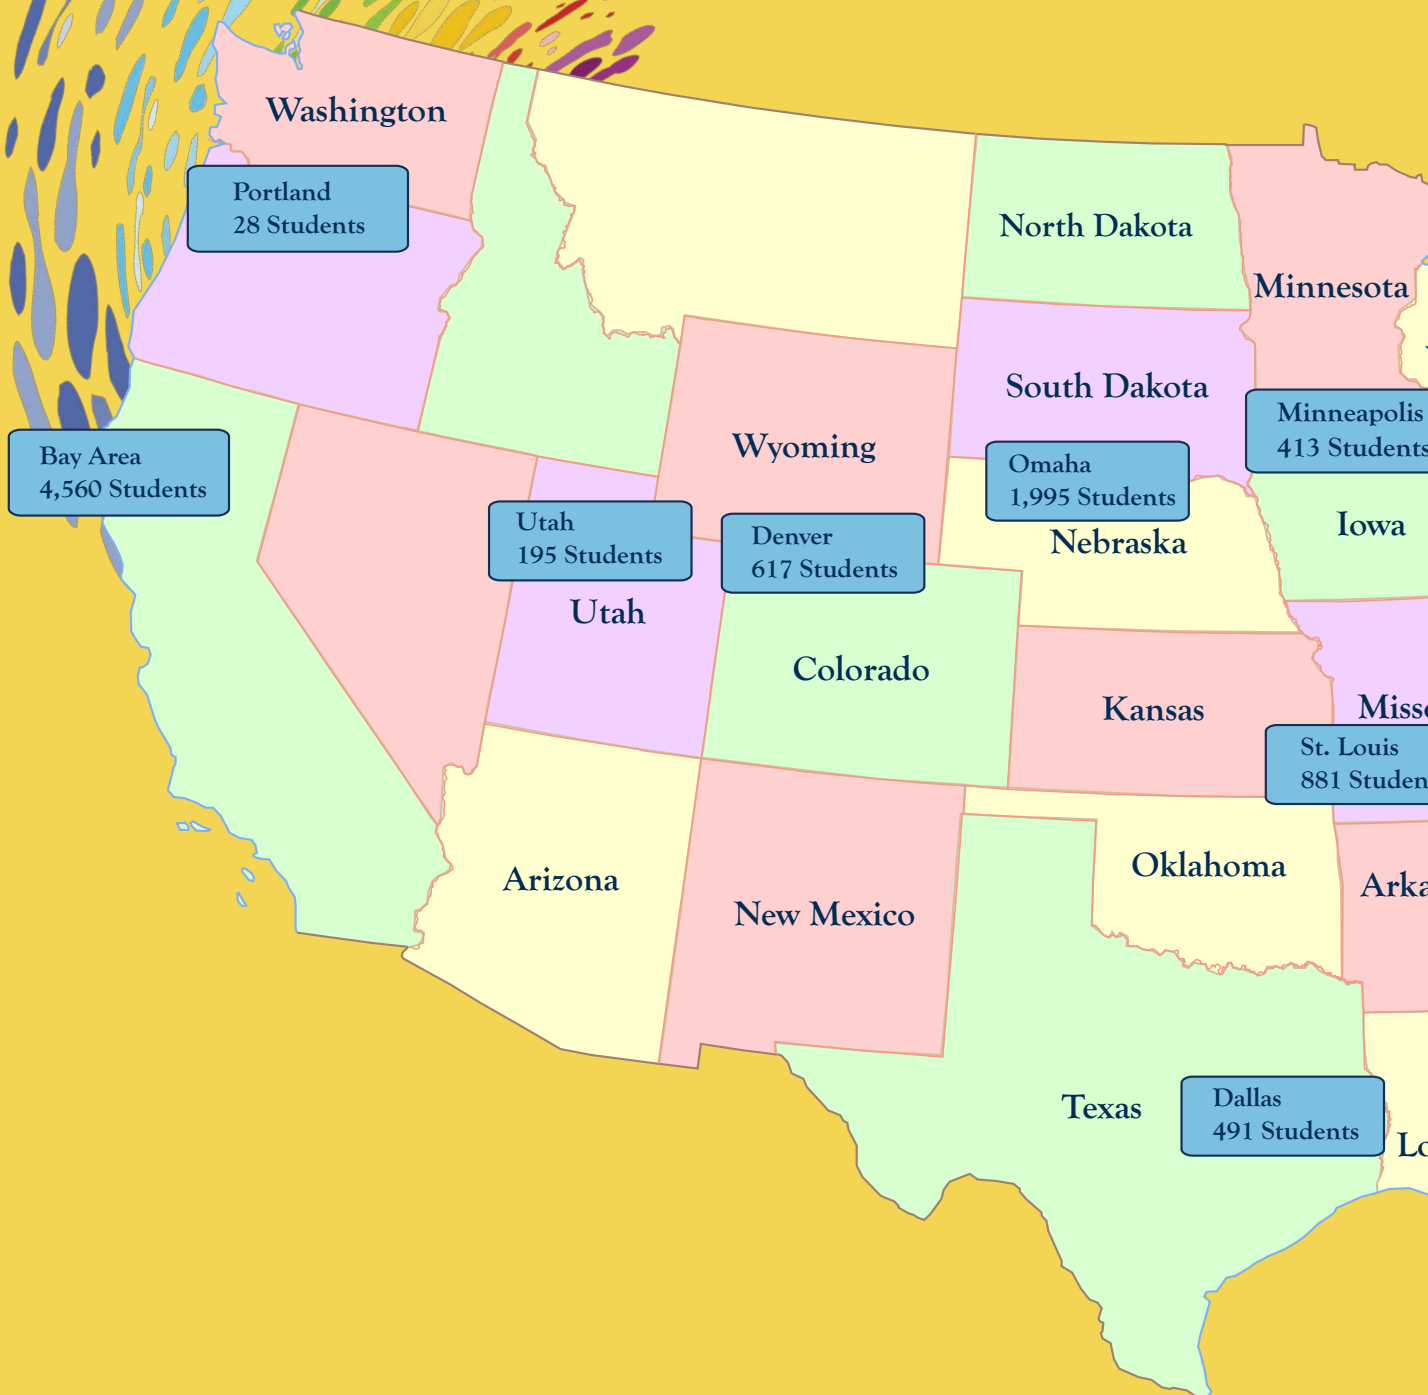 Washington
Portland
28 Students
North Dakota
Minnesota
South Dakota
Minneapolis
413 Students
Wyoming
Bay Area
4,560 Students
Omaha
1,995 Students
Nebraska
Iowa
Utah
195 Students
Denver
617 Students
Utah
Colorado
Kansas
St. Louis
881 Studen
Arizona
Oklahoma
New Mexico
Texas
Dallas
491 Students